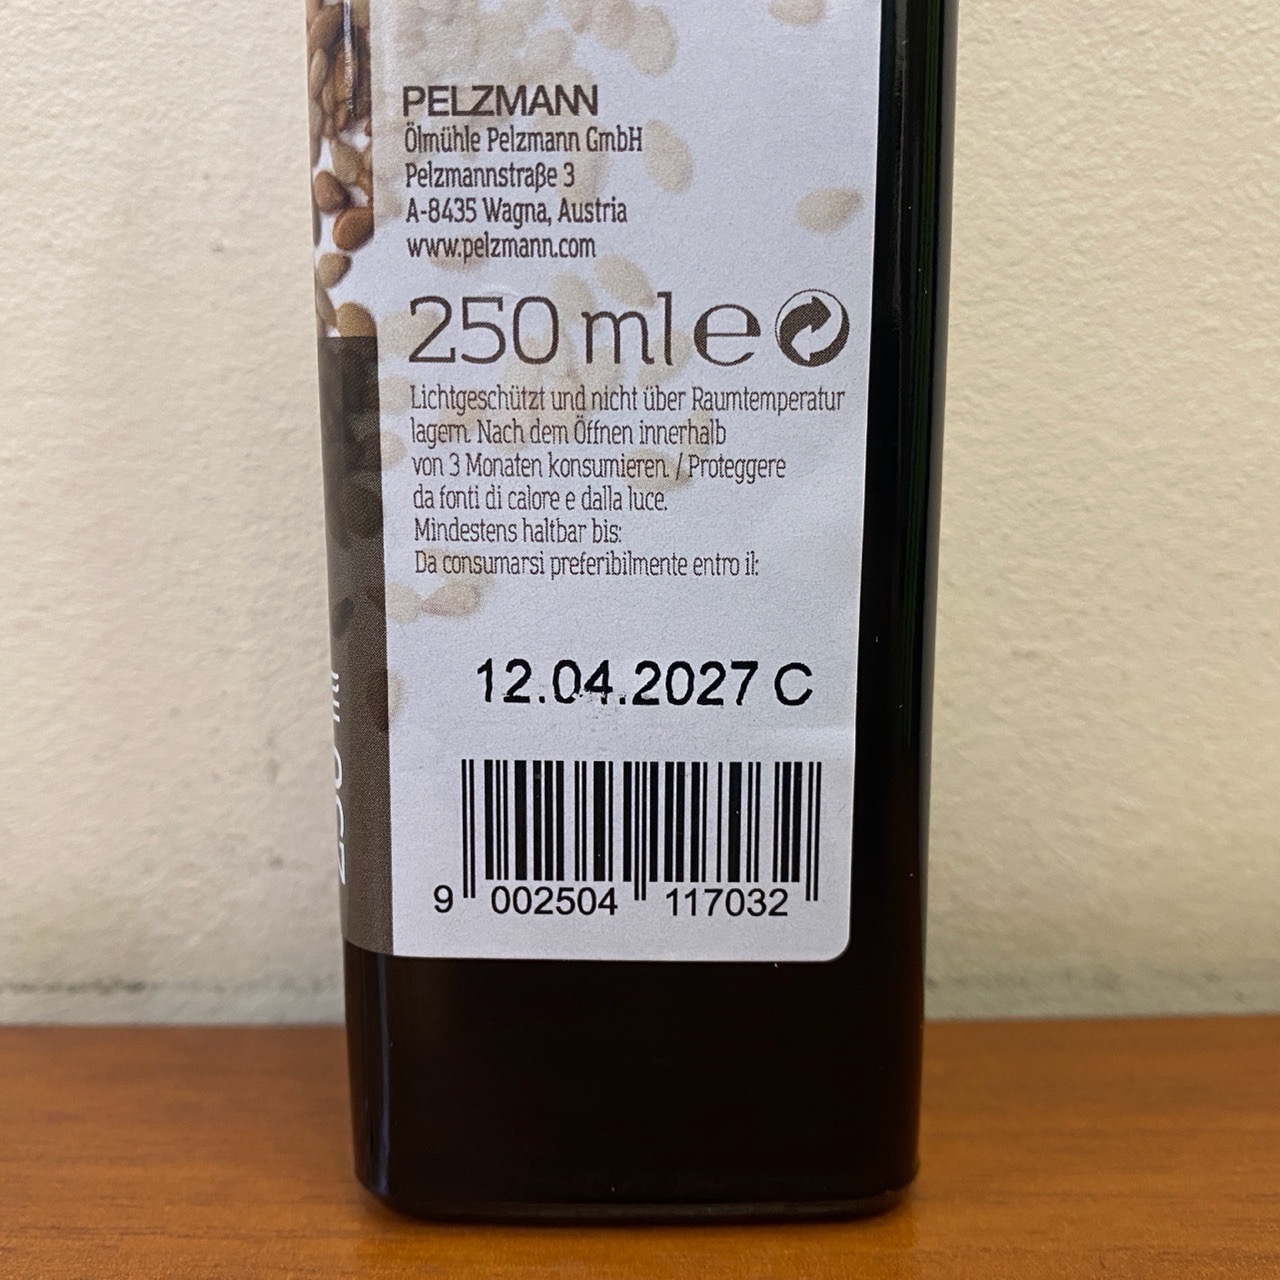 PELZMANN
Ölmühle Pelzmann GmbH
Pelzmannstraße 3
A-8435 Wagna, Austria
www.pelzmann.com
250 ml e
Lichtgeschützt und nicht über Raumtemperatur
lagern. Nach dem Öffnen innerhalb
von 3 Monaten konsumieren. / Proteggere
da fonti di calore e dalla luce.
Mindestens haltbar bis:
Da consumarsi preferibilmente entro il:
12.04.2027 C
9 002504 117032
250 ml